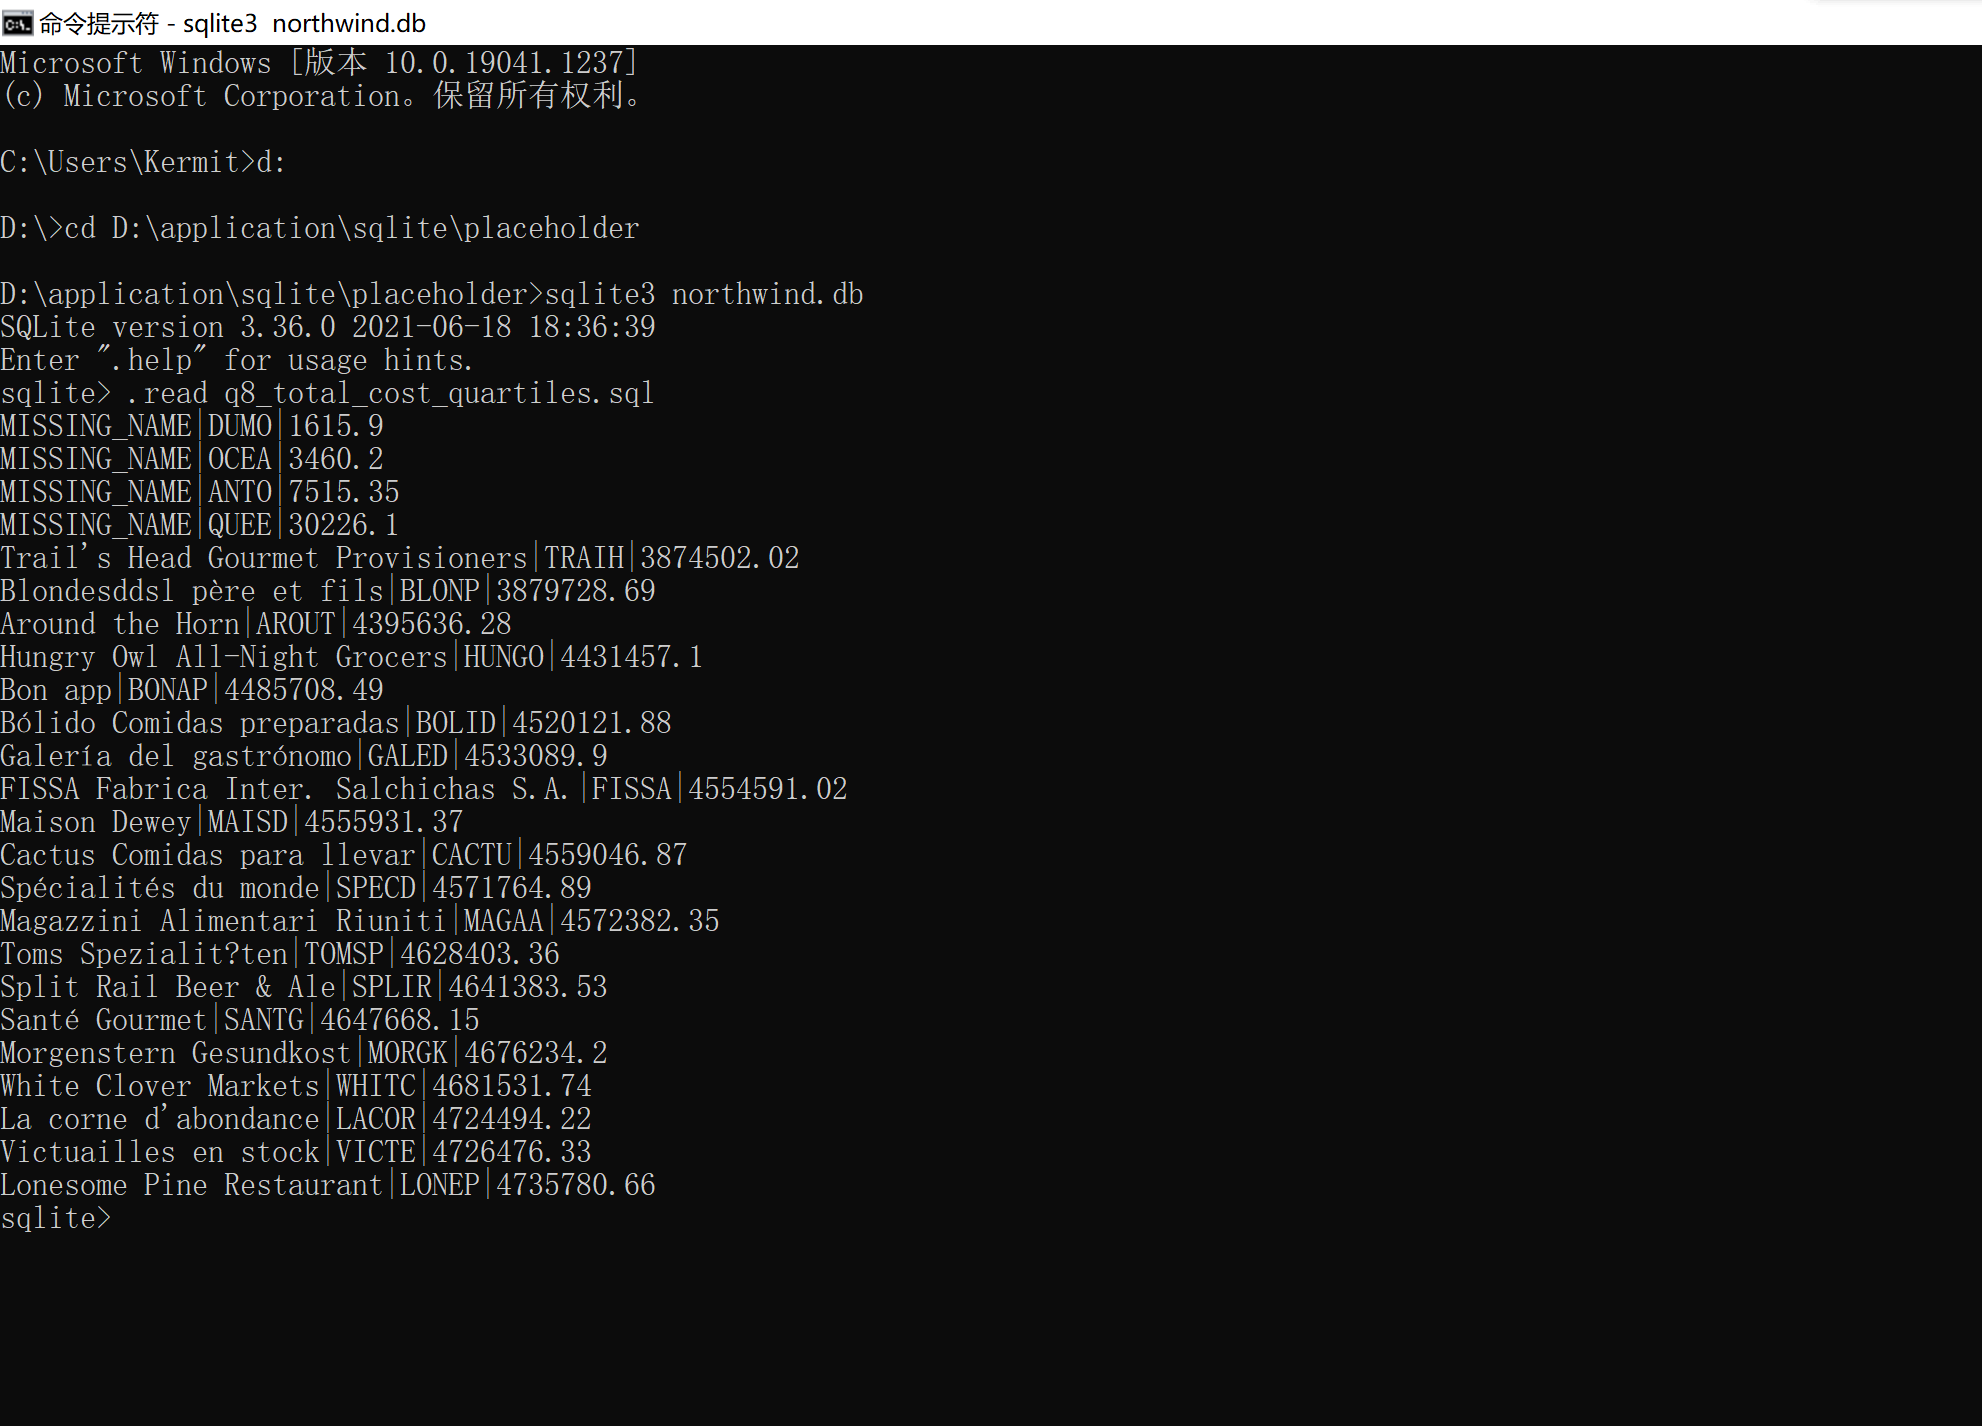 命令提示符 - sqlite3  northwind.db
Microsoft Windows [版本 10.0.19041.1237]
(c) Microsoft Corporation。保留所有权利。
C:\Users\Kermit>d:
D:\>cd D:\application\sqlite\placeholder
D:\application\sqlite\placeholder>sqlite3 northwind.db
SQLite version 3.36.0 2021-06-18 18:36:39
Enter ".help" for usage hints.
sqlite> .read q8_total_cost_quartiles.sql
MISSING_NAME|DUMO|1615.9
MISSING_NAME|OCEA|3460.2
MISSING_NAME|ANTO|7515.35
MISSING_NAME|QUEE|30226.1
Trail's Head Gourmet Provisioners|TRAIH|3874502.02
Blondesddsl père et fils|BLONP|3879728.69
Around the Horn|AROUT|4395636.28
Hungry Owl All-Night Grocers|HUNGO|4431457.1
Bon app|BONAP|4485708.49
Bólido Comidas preparadas|BOLID|4520121.88
Galería del gastrónomo|GALED|4533089.9
FISSA Fabrica Inter. Salchichas S.A.|FISSA|4554591.02
Maison Dewey|MAISD|4555931.37
Cactus Comidas para llevar|CACTU|4559046.87
Spécialités du monde|SPECD|4571764.89
Magazzini Alimentari Riuniti|MAGAA|4572382.35
Toms Spezialit?ten|TOMSP|4628403.36
Split Rail Beer & Ale|SPLIR|4641383.53
Santé Gourmet|SANTG|4647668.15
Morgenstern Gesundkost|MORGK|4676234.2
White Clover Markets|WHITC|4681531.74
La corne d'abondance|LACOR|4724494.22
Victuailles en stock|VICTE|4726476.33
Lonesome Pine Restaurant|LONEP|4735780.66
sqlite>